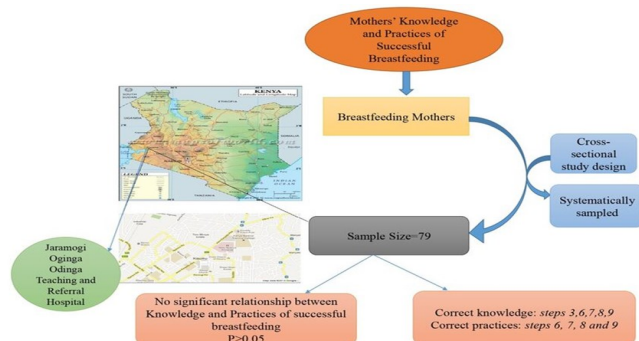 Mothers' Knowledge
and Practices of
Successful
Breastfeeding
KENYA
Breastfeeding Mothers
Cross-
sectional
study design
Systematically
sampled
LEGEND
Sample Size=79
Jaramogi
Oginga
Odinga
Teaching and
Referral
Hospital
No significant relationship between
Knowledge and Practices of successful
breastfeeding
P>0.05
Correct knowledge: steps 3,6,7,8,9
Correct practices: steps 6, 7, 8 and 9